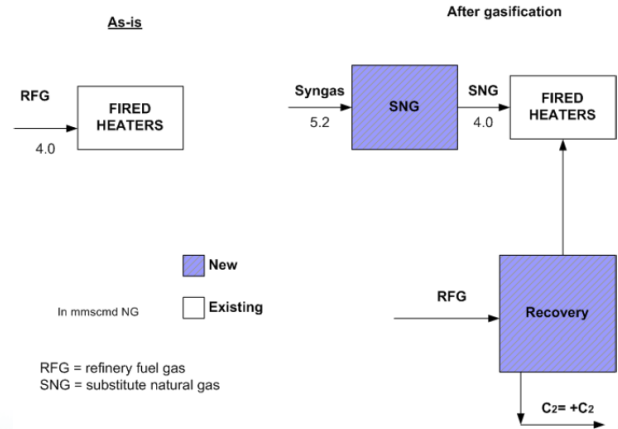 As-is
RFG
4.0
FIRED
HEATERS
After gasification
Syngas
5.2
SNG
SNG
4.0
FIRED
HEATERS
New
Existing
In mmscmd NG
RFG
Recovery
C2= +C2
RFG = refinery fuel gas
SNG = substitute natural gas